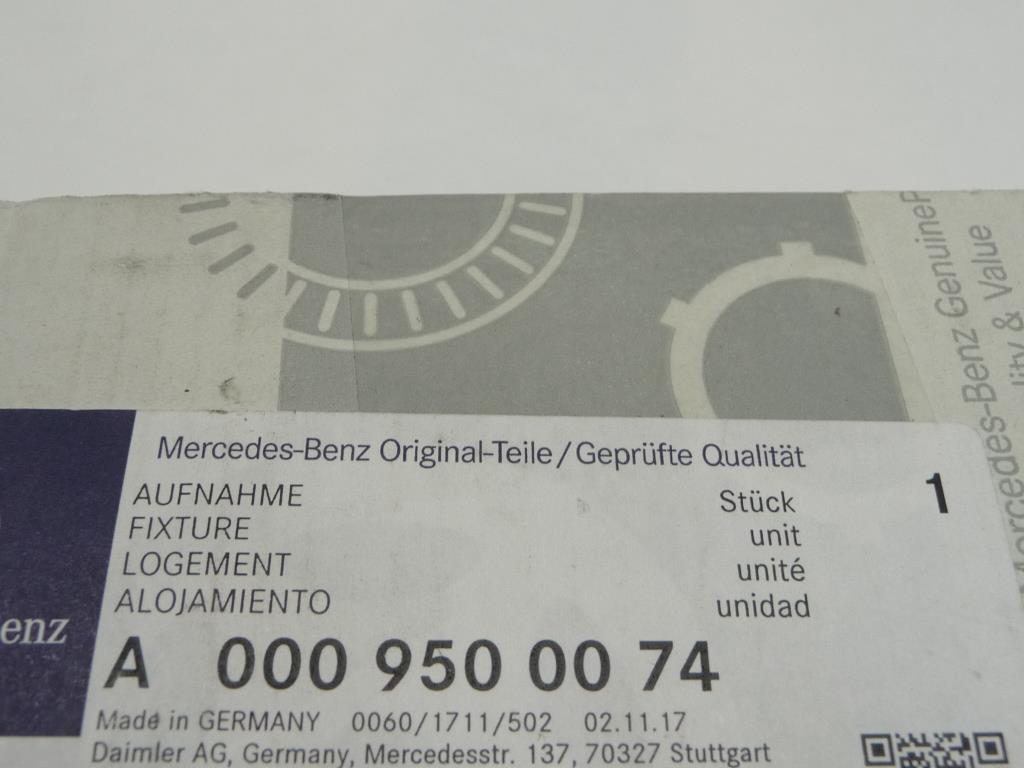 Mercedes-Benz Original-Teile/Geprüfte Qualität
AUFNAHME Stück 1
FIXTURE unit
LOGEMENT unité
ALOJAMIENTO unidad
A 000 950 00 74
Made in GERMANY 0060/1711/502 02.11.17
Daimler AG, Germany, Mercedesstr. 137, 70327 Stuttgart
enz
Mercedes-Benz GenuineP
lity & Value